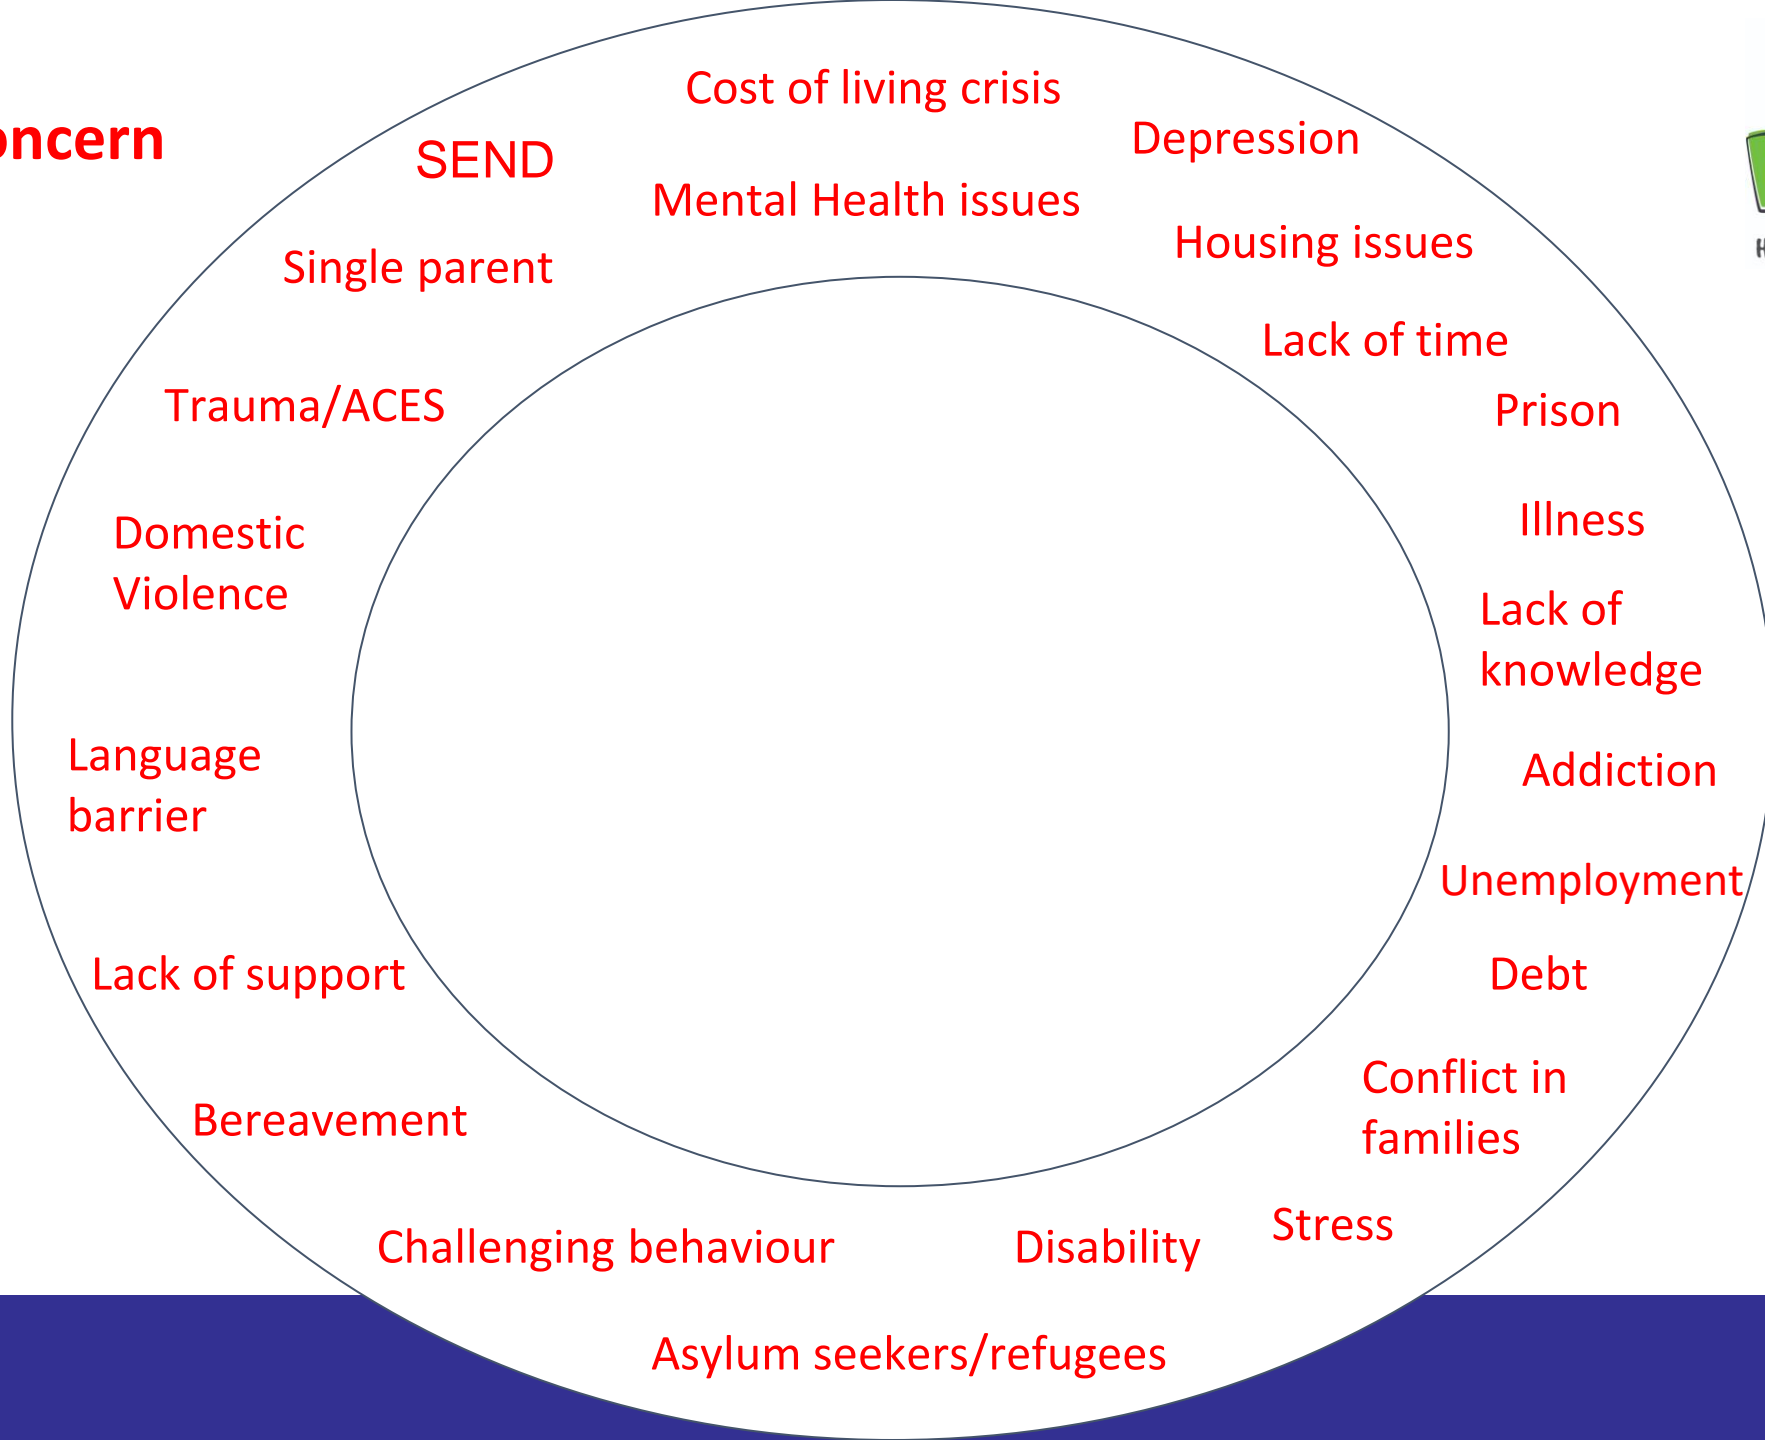 Cost of living crisis
oncern
Depression
SEND
Mental Health issues
Housing issues
Single parent
Lack of time
Trauma/ACES
Prison
Domestic
Violence
Illness
Lack of
knowledge
Language
barrier
Addiction
Unemployment
Lack of support
Debt
Conflict in
families
Bereavement
Stress
Challenging behaviour
Disability
Asylum seekers/refugees